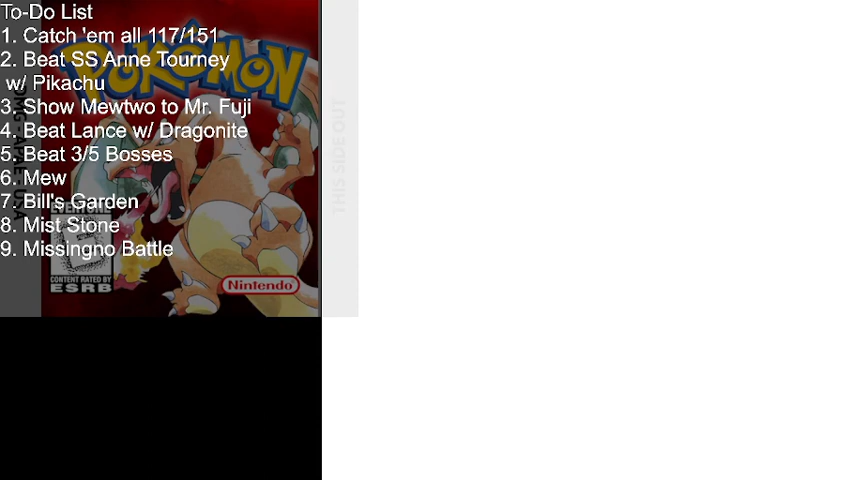 To-Do List
1. Catch 'em all 117/151
2. Beat SS Anne Tourney
w/ Pikachu
3. Show Mewtwo to Mr. Fuji
4. Beat Lance w/ Dragonite
5. Beat 3/5 Bosses
6. Mew
7. Bill's Garden
8. Mist Stone
9. Missingno Battle
POKéMON
THIS SIDE OUT
EVERYONE
E
CONTENT RATED BY
ESRB
Nintendo